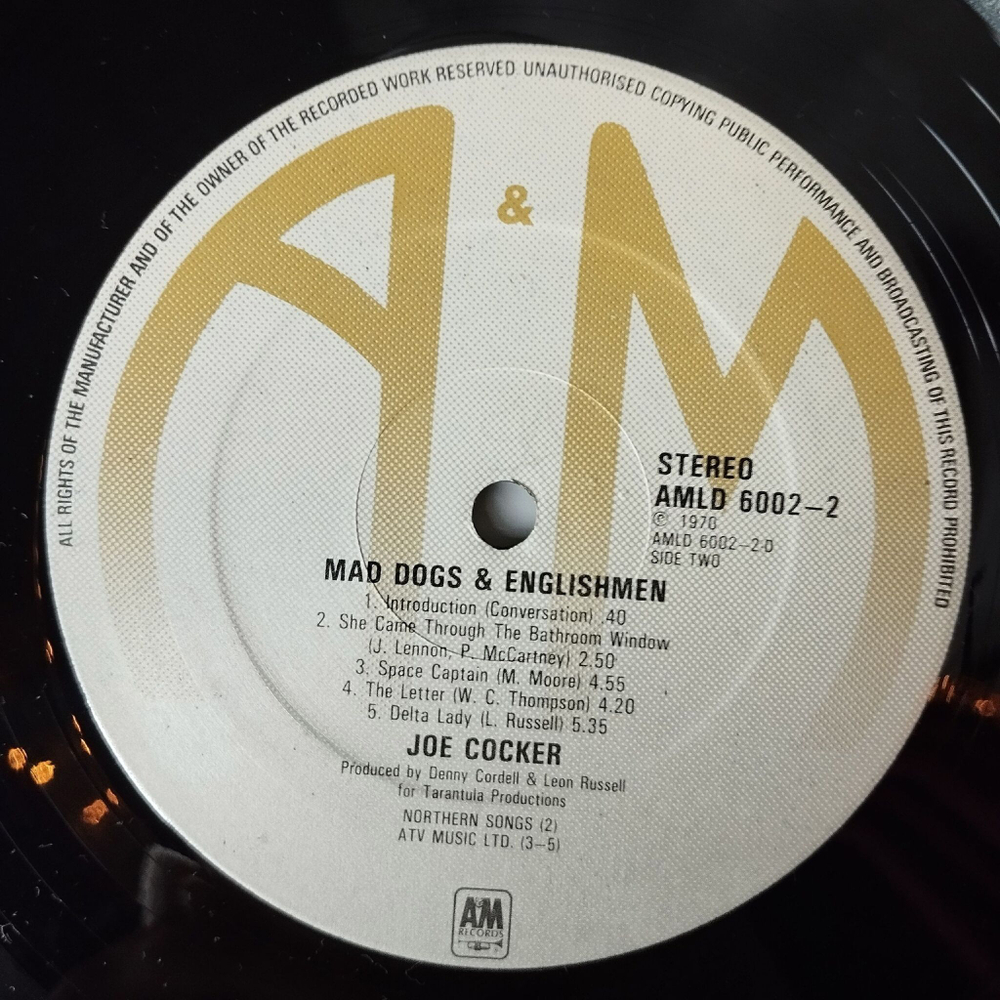 ALL RIGHTS OF THE MANUFACTURER AND OF THE OWNER OF THE RECORDED WORK RESERVED UNAUTHORISED COPYING PUBLIC PERFORMANCE AND BROADCASTING OF THIS RECORD PROHIBITED
A & M
STEREO
AMLD 6002-2
℗ 1970
AMLD 6002-2-D
SIDE TWO
MAD DOGS & ENGLISHMEN
1. Introduction (Conversation) .40
2. She Came Through The Bathroom Window
(J. Lennon, P. McCartney) 2.50
3. Space Captain (M. Moore) 4.55
4. The Letter (W. C. Thompson) 4.20
5. Delta Lady (L. Russell) 5.35
JOE COCKER
Produced by Denny Cordell & Leon Russell
for Tarantula Productions
NORTHERN SONGS (2)
ATV MUSIC LTD. (3-5)
A&M
RECORDS